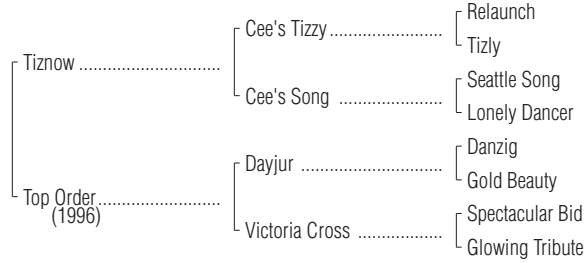 Relaunch
Cee's Tizzy
Tizly
Tiznow
Seattle Song
Cee's Song
Lonely Dancer
Danzig
Dayjur
Gold Beauty
Top Order
(1996)
Spectacular Bid
Victoria Cross
Glowing Tribute